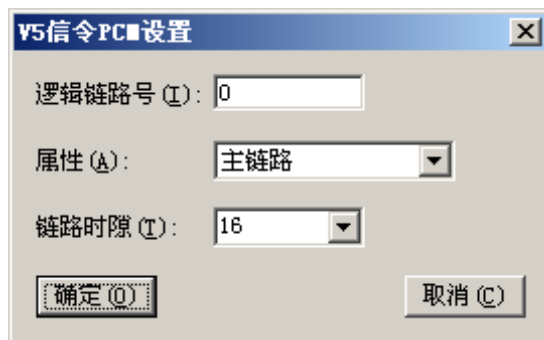 V5信令PCM设置
逻辑链路号(I): 0
属性(A): 主链路
链路时隙(T): 16
确定(O) 取消(C)